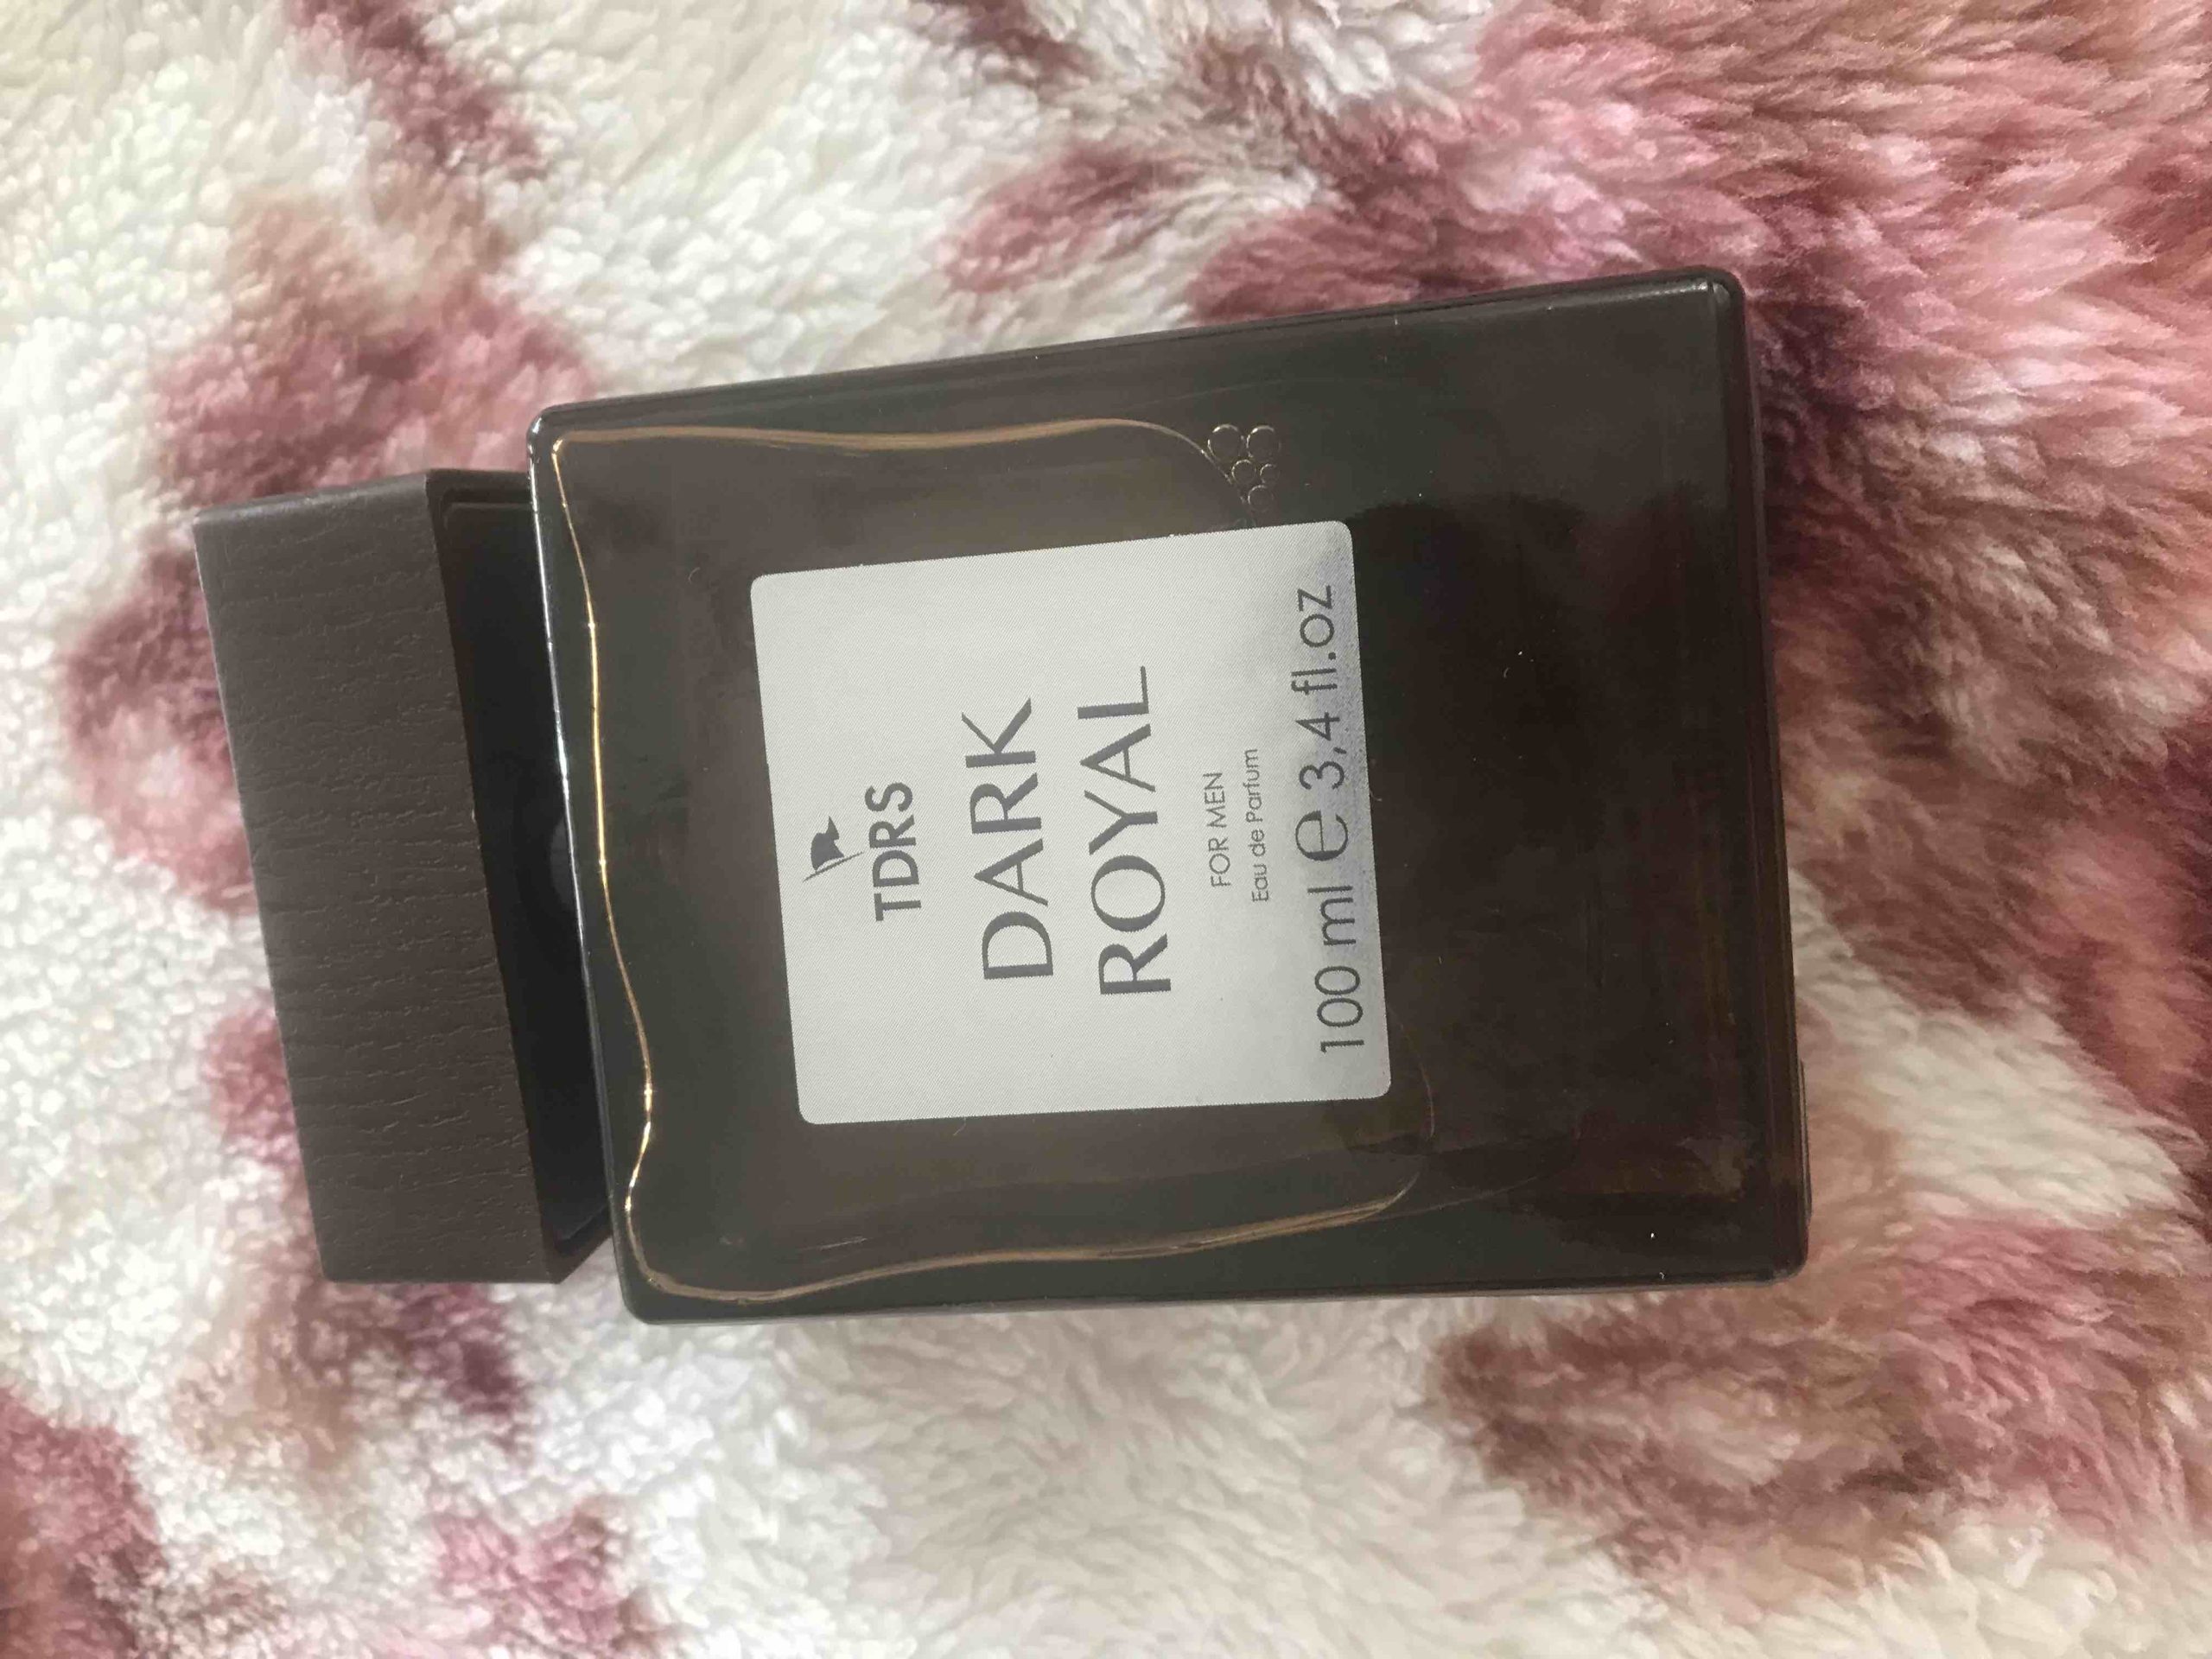 TDRS
DARK
ROYAL
FOR MEN
Eau de Parfum
100 ml e 3,4 fl.oz